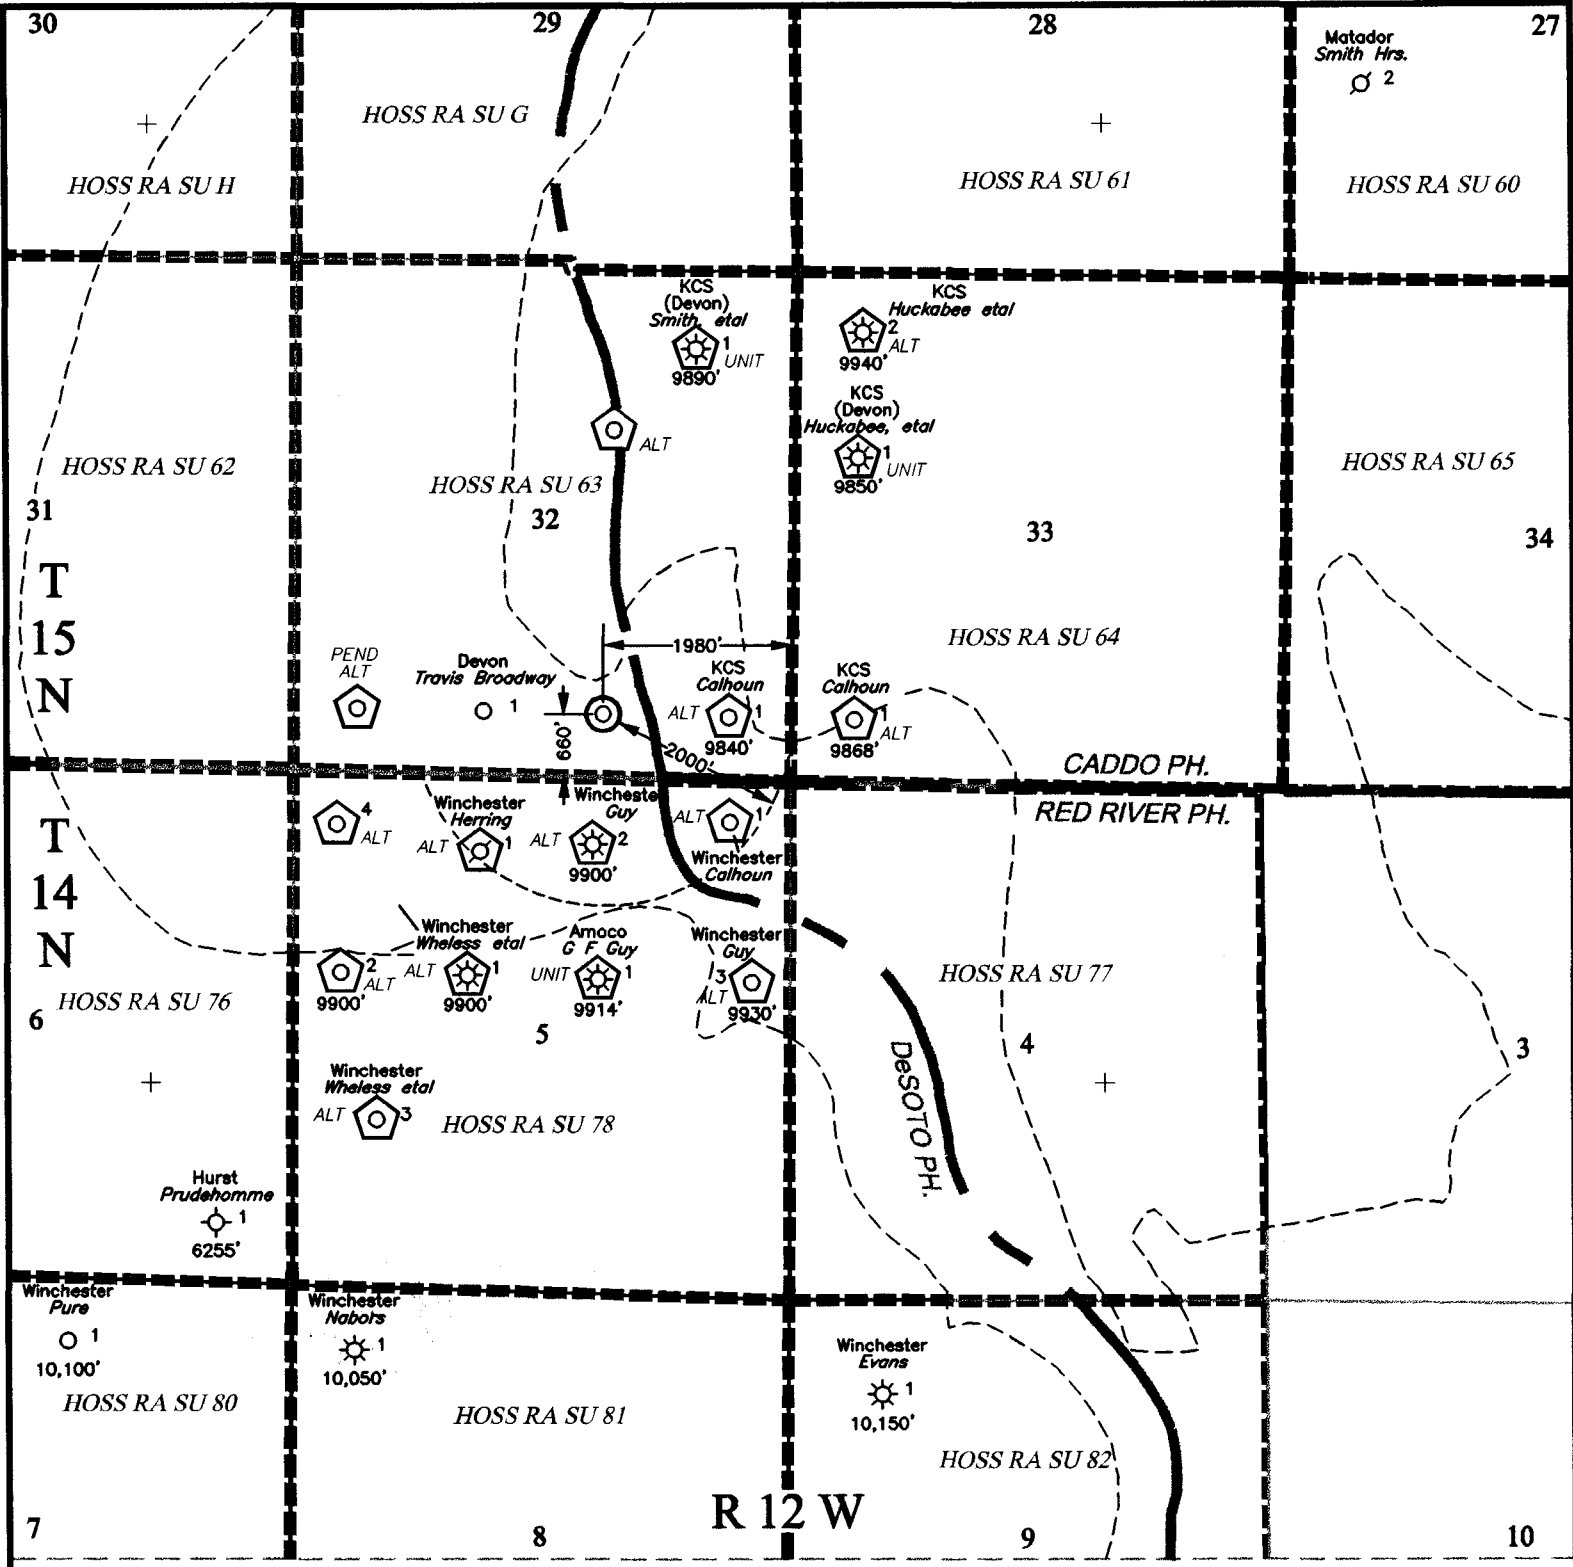 30
29
28
27
Matador
Smith Hrs.
2
HOSS RA SU G
HOSS RA SU H
HOSS RA SU 61
HOSS RA SU 60
KCS
(Devon)
Smith, etal
1
UNIT
9890'
KCS
Huckabee etal
2
ALT
9940'
KCS
(Devon)
Huckabee, etal
1
UNIT
9850'
ALT
HOSS RA SU 62
HOSS RA SU 63
HOSS RA SU 65
31
32
33
34
T
15
N
HOSS RA SU 64
1980'
PEND
ALT
Devon
Travis Broadway
1
660'
2000'
KCS
Calhoun
ALT
1
9840'
KCS
Calhoun
1
ALT
9868'
CADDO PH.
RED RIVER PH.
T
14
N
4
ALT
Winchester
Herring
ALT
1
Winchester
Guy
ALT
2
9900'
ALT
1
Winchester
Calhoun
2
ALT
9900'
Winchester
Wheless etal
ALT
1
9900'
Amoco
G F Guy
UNIT
1
9914'
Winchester
Guy
3
ALT
9930'
HOSS RA SU 76
HOSS RA SU 77
6
5
4
3
DeSOTO PH.
Winchester
Wheless etal
ALT
3
HOSS RA SU 78
Hurst
Prudehomme
1
6255'
Winchester
Pure
1
10,100'
Winchester
Nabors
1
10,050'
Winchester
Evans
1
10,150'
HOSS RA SU 80
HOSS RA SU 81
HOSS RA SU 82
R 12 W
7
8
9
10